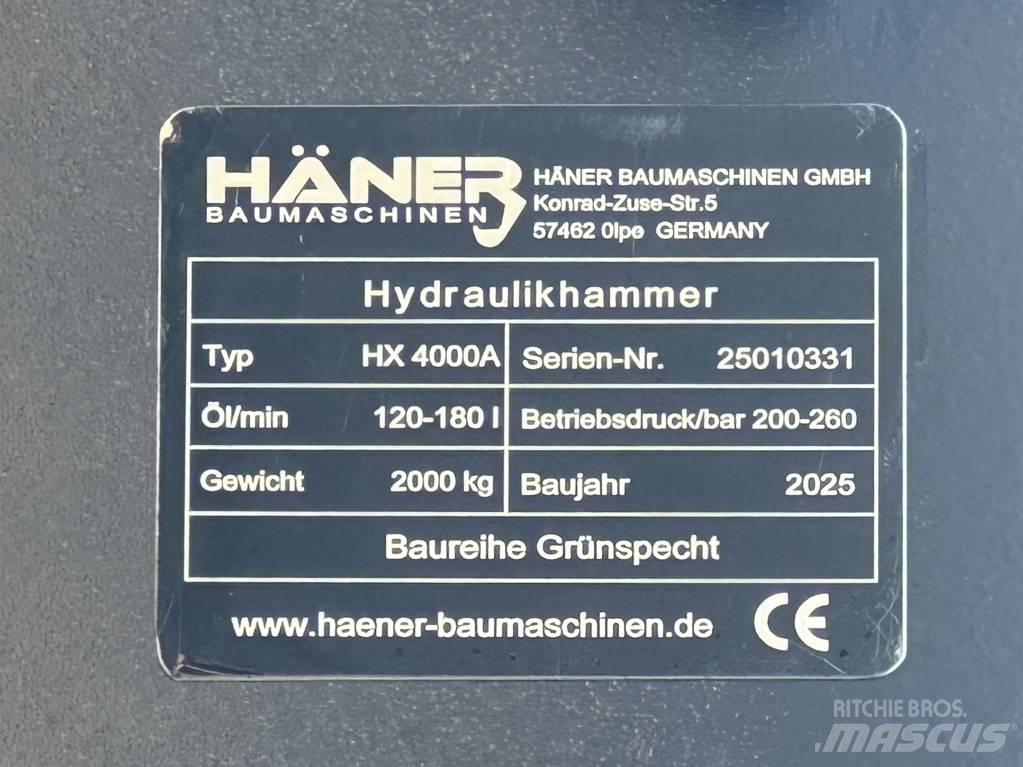 HÄNER
BAUMASCHINEN
HÄNER BAUMASCHINEN GMBH
Konrad-Zuse-Str.5
57462 0lpe GERMANY
Hydraulikhammer
Typ HX 4000A Serien-Nr. 25010331
Öl/min 120-180 l Betriebsdruck/bar 200-260
Gewicht 2000 kg Baujahr 2025
Baureihe Grünspecht
www.haener-baumaschinen.de CE
RITCHIE BROS.
MASCUS